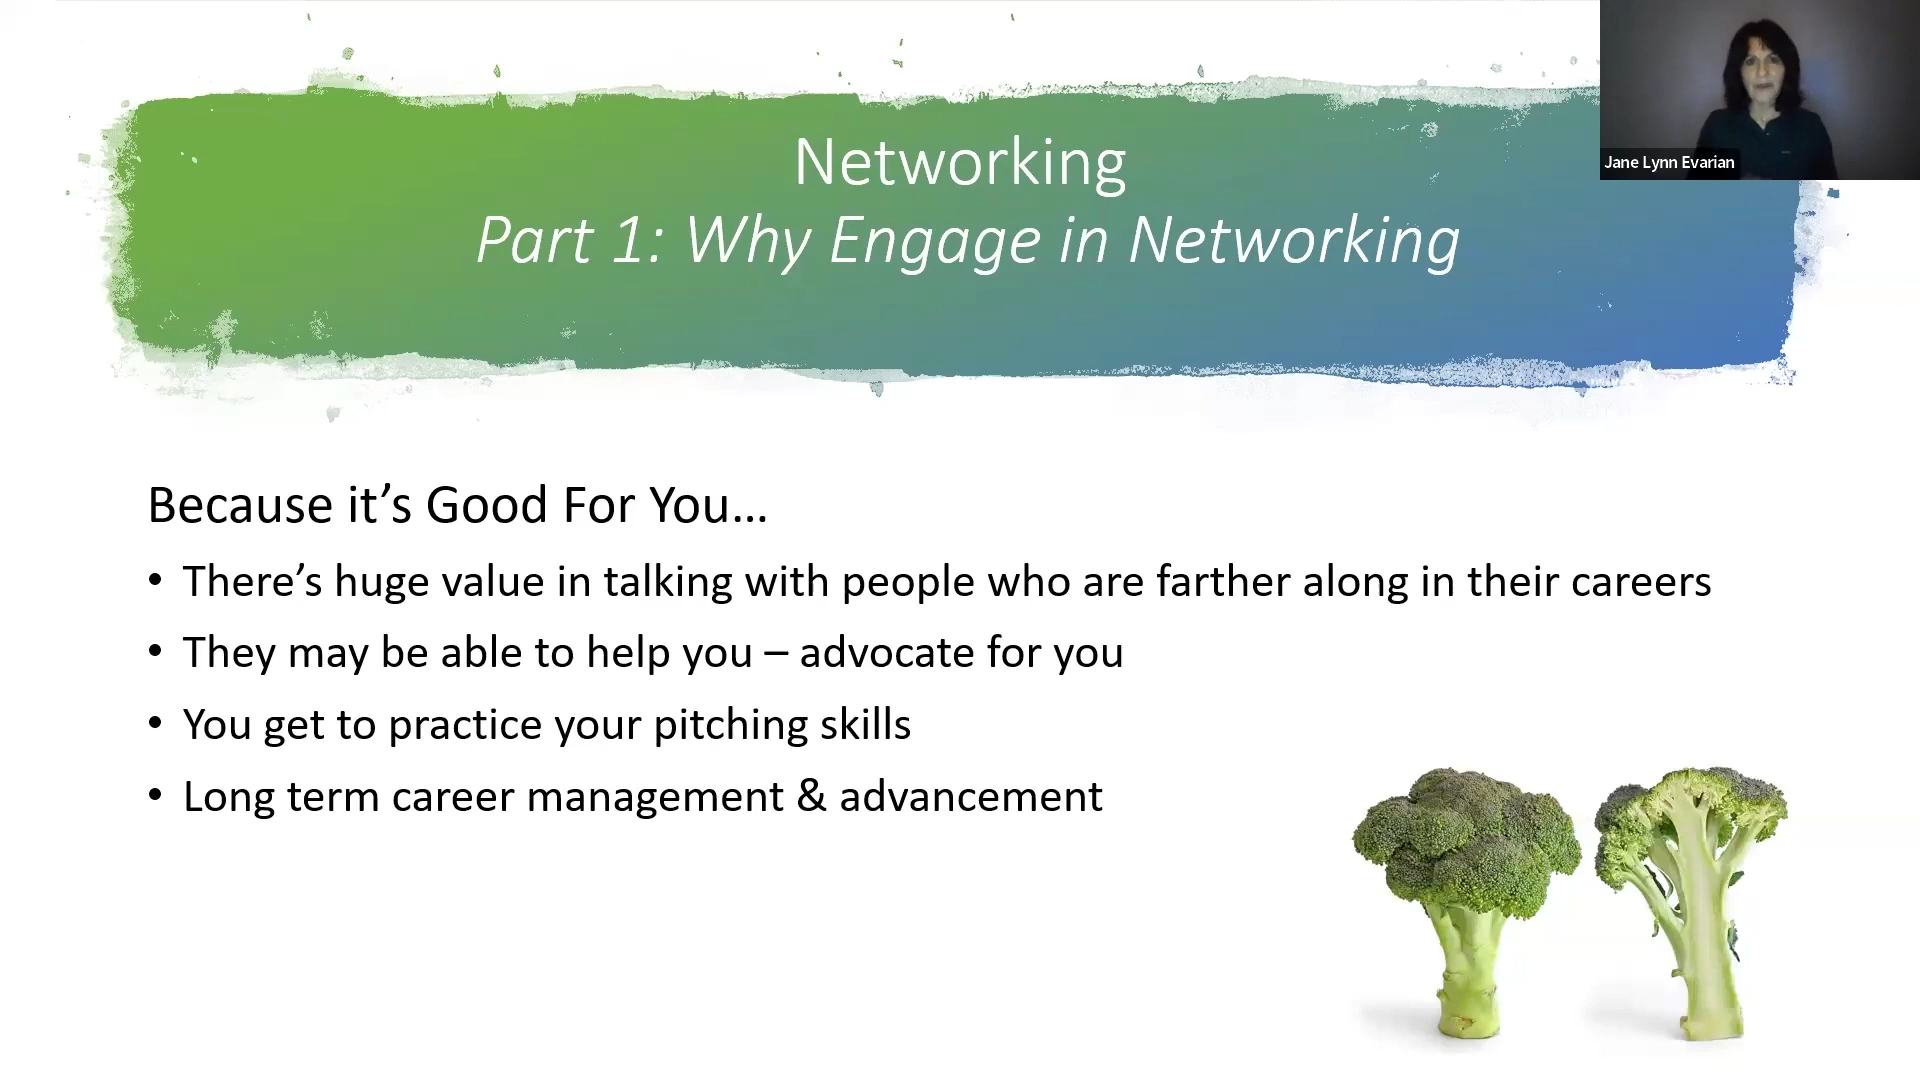 Networking
Part 1: Why Engage in Networking
Jane Lynn Evarian
Because it’s Good For You…
• There’s huge value in talking with people who are farther along in their careers
• They may be able to help you – advocate for you
• You get to practice your pitching skills
• Long term career management & advancement